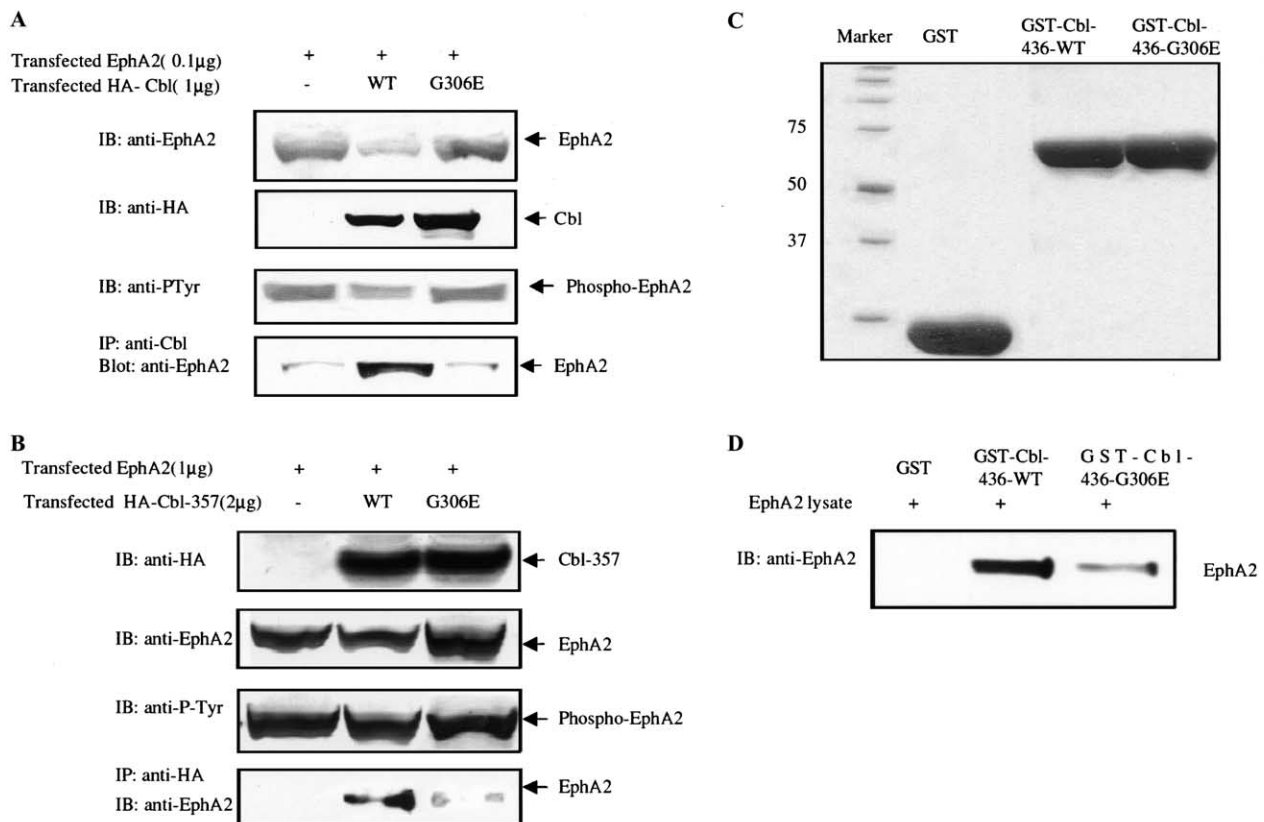 A
Transfected EphA2( 0.1µg) + + +
Transfected HA- Cbl( 1µg) - WT G306E
IB: anti-EphA2 EphA2
IB: anti-HA Cbl
IB: anti-PTyr Phospho-EphA2
IP: anti-Cbl
Blot: anti-EphA2 EphA2
B
Transfected EphA2(1µg) + + +
Transfected HA-Cbl-357(2µg) - WT G306E
IB: anti-HA Cbl-357
IB: anti-EphA2 EphA2
IB: anti-P-Tyr Phospho-EphA2
IP: anti-HA EphA2
IB: anti-EphA2
C
Marker GST GST-Cbl-436-WT GST-Cbl-436-G306E
75
50
37
D
GST GST-Cbl-436-WT GST-Cbl-436-G306E
EphA2 lysate + + +
IB: anti-EphA2 EphA2